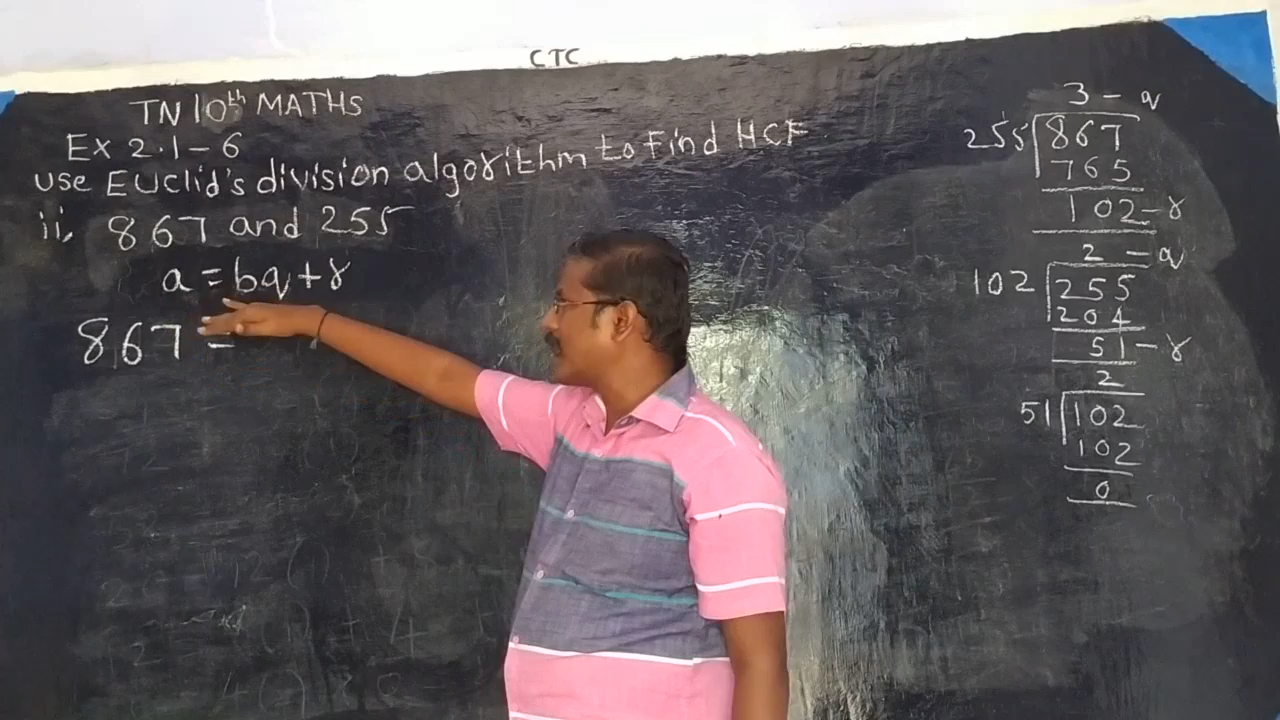 CTC
TN 10th MATHS
Ex 2.1-6
use Euclid's division algorithm to Find HCF.
ii, 867 and 255
a = bq+r
867 =
3 - q
255 867
765
102 - r
2 - q
102 255
204
51 - r
2
51 102
102
0